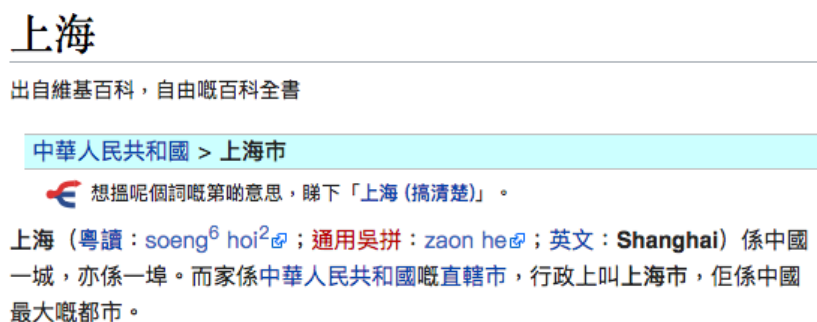 上海
出自維基百科，自由嘅百科全書
中華人民共和國 > 上海市
想搵呢個詞嘅第啲意思，睇下「上海 (搞清楚)」。
上海（粵讀：soeng⁶ hoi²；通用吳拼：zaon he；英文：Shanghai）係中國
一城，亦係一埠。而家係中華人民共和國嘅直轄市，行政上叫上海市，佢係中國
最大嘅都市。